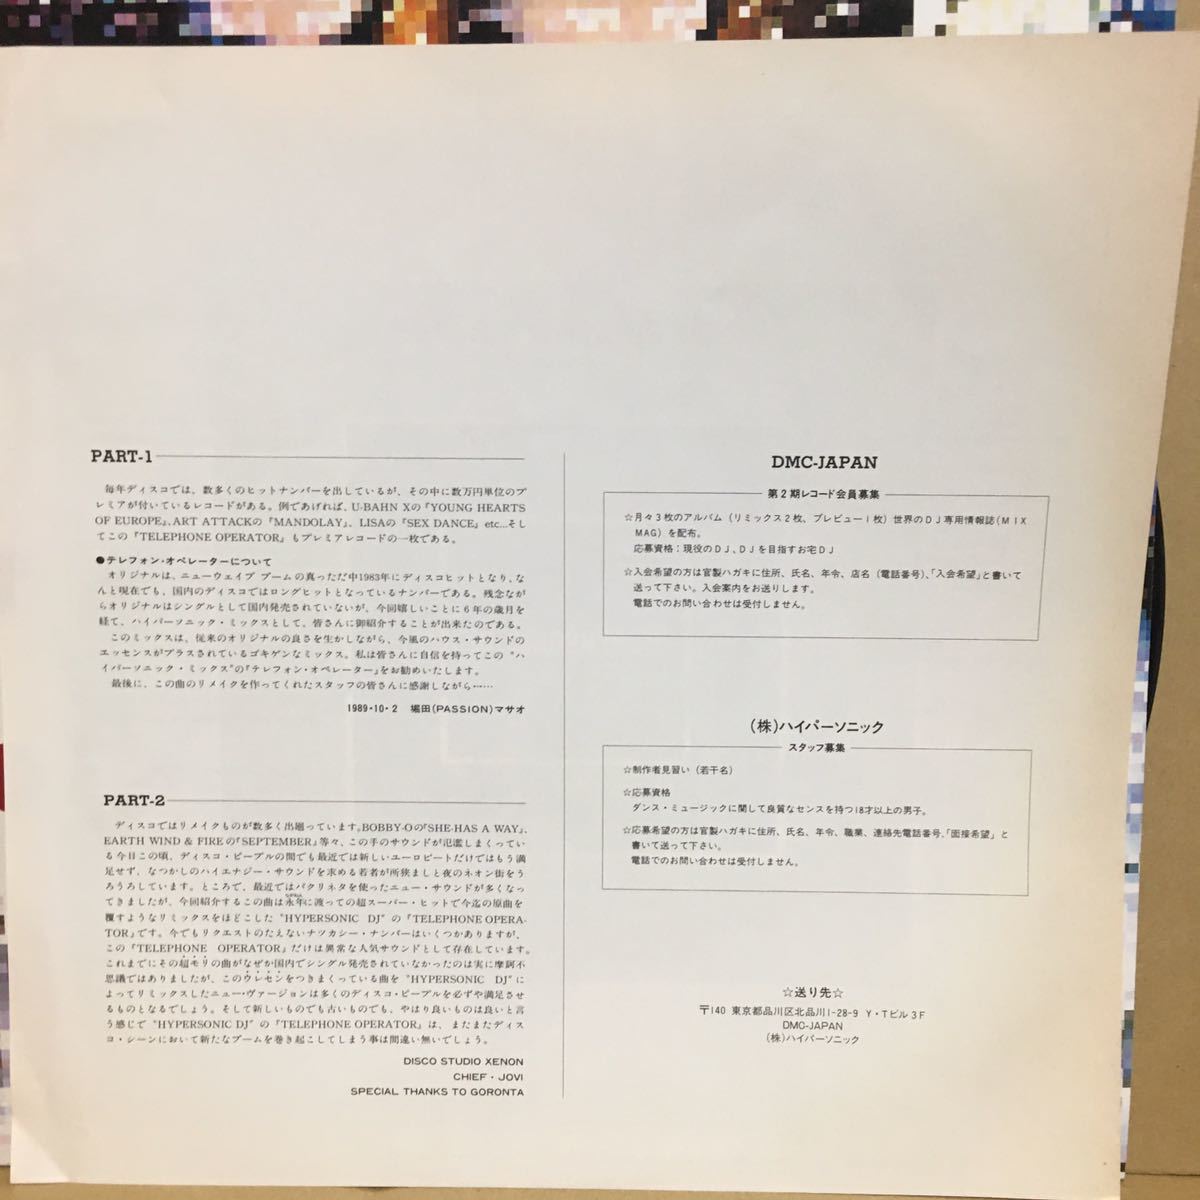 PART-1
毎年ディスコでは、数多くのヒットナンバーを出しているが、その中に数万円単位のプ
レミアが付いているレコードがある。例であげれば、U-BAHN Xの『YOUNG HEARTS
OF EUROPE』、ART ATTACKの『MANDOLAY』、LISAの『SEX DANCE』etc...そし
てこの『TELEPHONE OPERATOR』もプレミアレコードの一枚である。
●テレフォン・オペレーターについて
オリジナルは、ニューウェイブ ブームの真っただ中1983年にディスコヒットとなり、な
んと現在でも、国内のディスコではロングヒットとなっているナンバーである。残念なが
らオリジナルはシングルとして国内発売されていないが、今回嬉しいことに6年の歳月を
経て、ハイパーソニック・ミックスとして、皆さんに御紹介することが出来たのである。
このミックスは、従来のオリジナルの良さを生かしながら、今風のハウス・サウンドの
エッセンスがプラスされているゴキゲンなミックス。私は皆さんに自信を持ってこの“ハ
イパーソニック・ミックス”の『テレフォン・オペレーター』をお勧めいたします。
最後に、この曲のリメイクを作ってくれたスタッフの皆さんに感謝しながら……
1989・10・2 堀田(PASSION)マサオ
PART-2
ディスコではリメイクものが数多く出廻っています。BOBBY-Oの『SHE-HAS A WAY』、
EARTH WIND & FIREの『SEPTEMBER』等々、この手のサウンドが氾濫しまくってい
る今日この頃、ディスコ・ピープルの間でも最近では新しいユーロビートだけではもう満
足せず、なつかしのハイエナジー・サウンドを求める若者が所狭ましと夜のネオン街をう
ろうろしています。ところで、最近ではパクリネタを使ったニュー・サウンドが多くなっ
てきましたが、今回紹介するこの曲は永年に渡っての超スーパー・ヒットで今迄の原曲を
覆すようなリミックスをほどこした“HYPERSONIC DJ”の『TELEPHONE OPERA-
TOR』です。今でもリクエストのたえないナツカシー・ナンバーはいくつかありますが、
この『TELEPHONE OPERATOR』だけは異常な人気サウンドとして存在しています。
これまでにその超モリの曲がなぜか国内でシングル発売されていなかったのは実に摩訶不
思議ではありましたが、このウレセンをつきまくっている曲を“HYPERSONIC DJ”に
よってリミックスしたニュー・ヴァージョンは多くのディスコ・ピープルを必ずや満足させ
るものとなるでしょう。そして新しいものでも古いものでも、やはり良いものは良いと言
う感じで“HYPERSONIC DJ”の『TELEPHONE OPERATOR』は、またまたディス
コ・シーンにおいて新たなブームを巻き起こしてしまう事は間違い無いでしょう。
DISCO STUDIO XENON
CHIEF・JOVI
SPECIAL THANKS TO GORONTA
DMC-JAPAN
第2期レコード会員募集
☆月々3枚のアルバム(リミックス2枚、プレビュー1枚)世界のDJ専用情報誌(MIX
MAG)を配布。
応募資格：現役のDJ、DJを目指すお宅DJ
☆入会希望の方は官製ハガキに住所、氏名、年令、店名(電話番号)、「入会希望」と書いて
送って下さい。入会案内をお送りします。
電話でのお問い合わせは受付しません。
(株)ハイパーソニック
スタッフ募集
☆制作者見習い(若干名)
☆応募資格
ダンス・ミュージックに関して良質なセンスを持つ18才以上の男子。
☆応募希望の方は官製ハガキに住所、氏名、年令、職業、連絡先電話番号、「面接希望」と
書いて送って下さい。
電話でのお問い合わせは受付しません。
☆送り先☆
〒140 東京都品川区北品川1-28-9 Y・Tビル3F
DMC-JAPAN
(株)ハイパーソニック